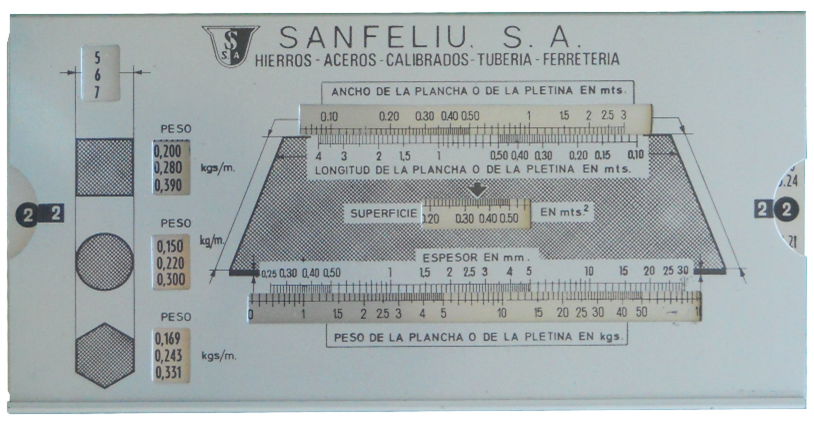 S
S A
SANFELIU. S. A.
HIERROS - ACEROS - CALIBRADOS - TUBERIA - FERRETERIA
5
6
7
PESO
0,200
0,280
0,390
kgs/m.
2 2
PESO
0,150
0,220
0,300
kg/m.
PESO
0,169
0,243
0,331
kgs/m.
ANCHO DE LA PLANCHA O DE LA PLETINA EN mts.
0.10 0.20 0.30 0.40 0.50 1 1.5 2 2.5 3
4 3 2 1,5 1 0,50 0,40 0,30 0,20 0,15 0,10
LONGITUD DE LA PLANCHA O DE LA PLETINA EN mts.
SUPERFICIE 0.20 0.30 0.40 0.50 EN mts.²
ESPESOR EN mm.
0,25 0,30 0,40 0,50 1 1,5 2 2,5 3 4 5 10 15 20 25 30
1 1.5 2 2.5 3 4 5 10 15 20 25 30 40 50
PESO DE LA PLANCHA O DE LA PLETINA EN kgs.
2 2
.24
21